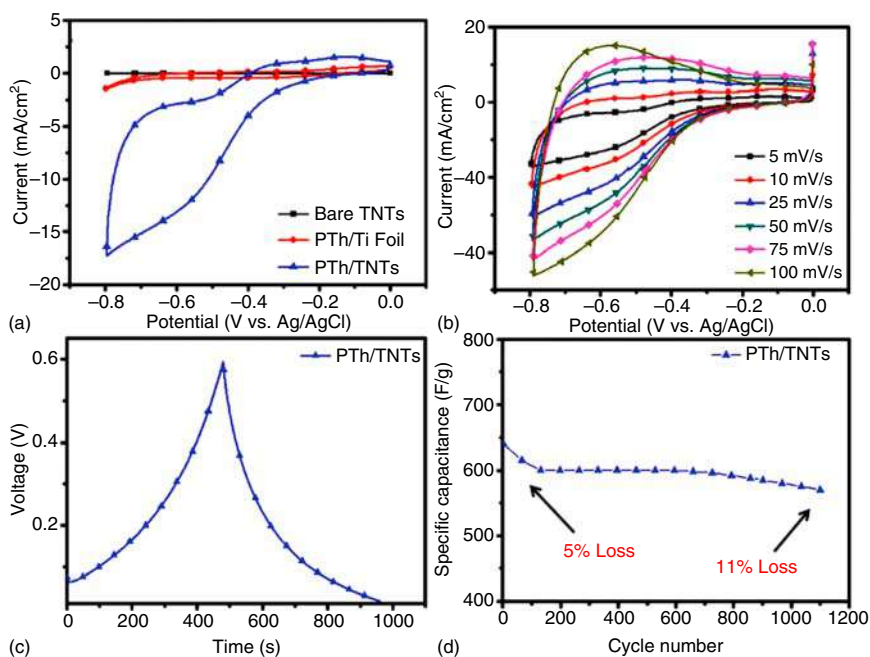 5
0
–5
–10
–15
–20
Current (mA/cm²)
Bare TNTs
PTh/Ti Foil
PTh/TNTs
–0.8
–0.6
–0.4
–0.2
0.0
Potential (V vs. Ag/AgCl)
(a)
20
0
–40
–40
Current (mA/cm²)
5 mV/s
10 mV/s
25 mV/s
50 mV/s
75 mV/s
100 mV/s
–0.8
–0.6
–0.4
–0.2
0.0
Potential (V vs. Ag/AgCl)
(b)
0.6
0.4
0.2
Voltage (V)
PTh/TNTs
0
200
400
600
800
1000
Time (s)
(c)
800
700
600
500
400
Specific capacitance (F/g)
PTh/TNTs
5% Loss
11% Loss
0
200
400
600
800
1000
1200
Cycle number
(d)